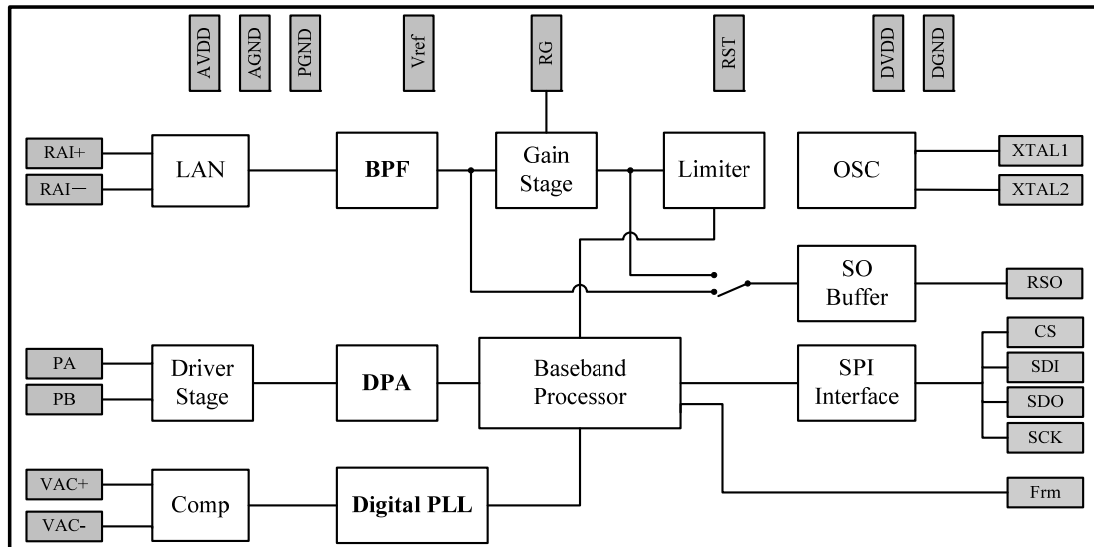 AVDD
AGND
PGND
Vref
RG
RST
DVDD
DGND
RAI+
RAI—
LAN
BPF
Gain
Stage
Limiter
OSC
XTAL1
XTAL2
SO
Buffer
RSO
PA
PB
Driver
Stage
DPA
Baseband
Processor
SPI
Interface
CS
SDI
SDO
SCK
VAC+
VAC-
Comp
Digital PLL
Frm